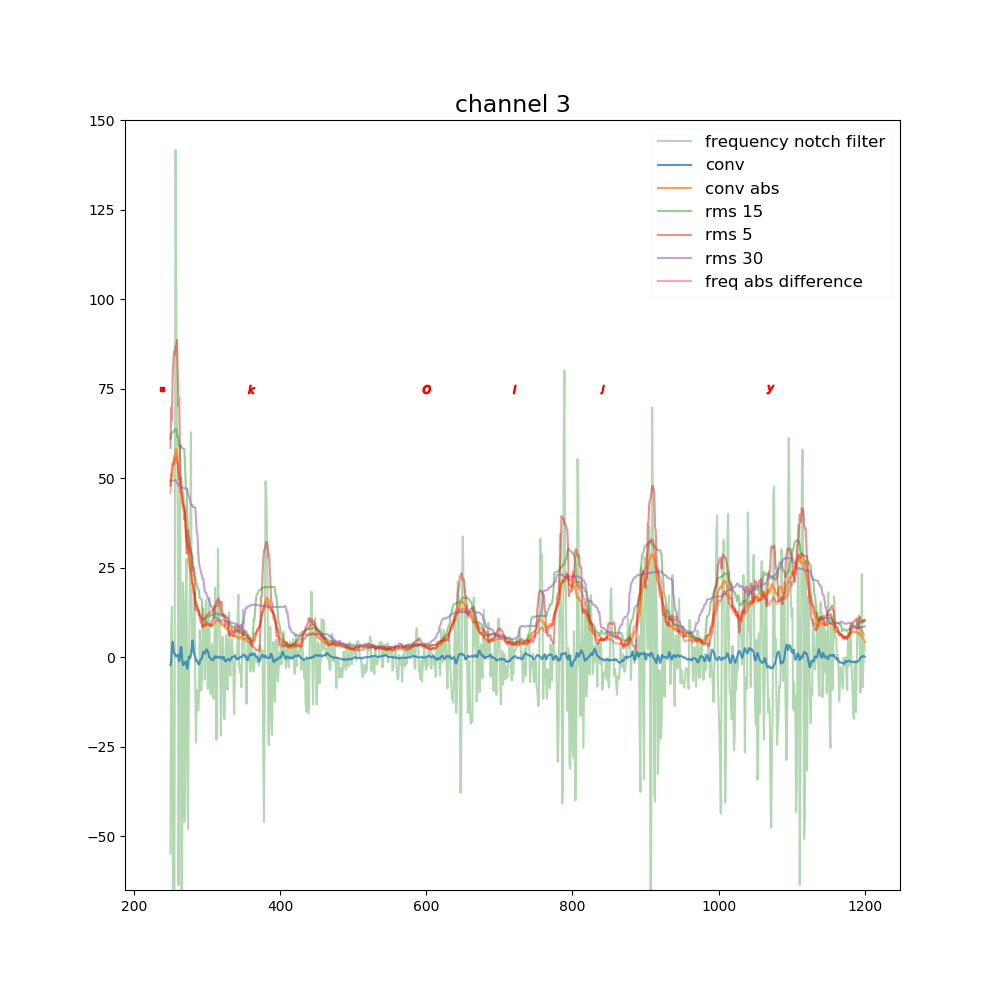 channel 3
150
125
100
75
50
25
0
−25
−50
frequency notch filter
conv
conv abs
rms 15
rms 5
rms 30
freq abs difference
k o l j y
200 400 600 800 1000 1200